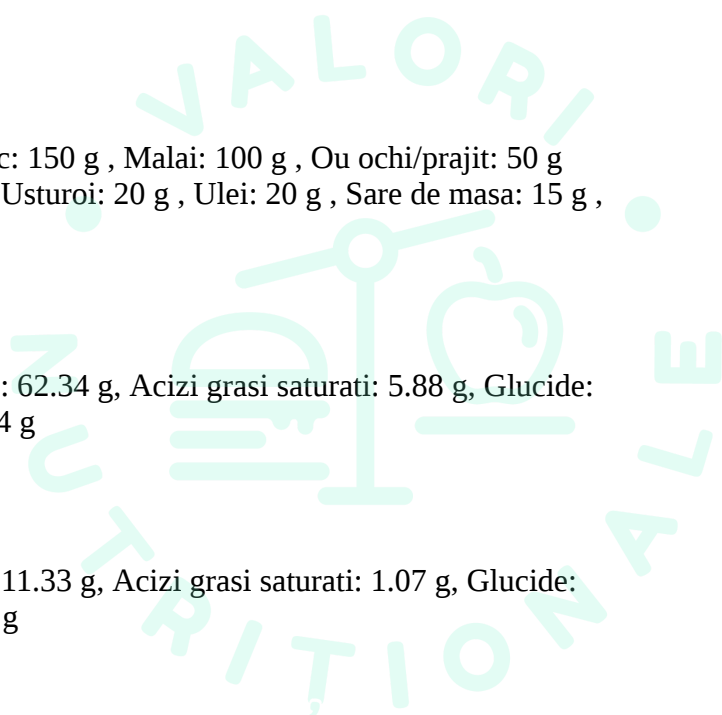 VALORI
c: 150 g , Malai: 100 g , Ou ochi/prajit: 50 g
Usturoi: 20 g , Ulei: 20 g , Sare de masa: 15 g ,
: 62.34 g, Acizi grasi saturati: 5.88 g, Glucide:
4 g
11.33 g, Acizi grasi saturati: 1.07 g, Glucide:
g
NUTRIȚIONALE